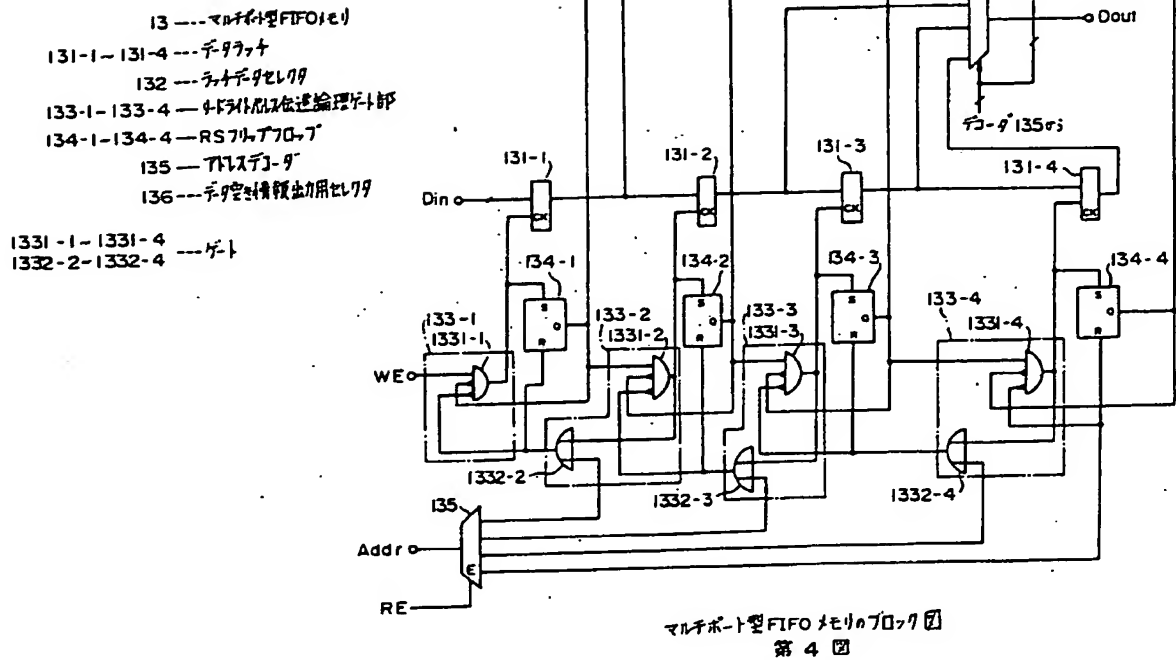 13 --- マルチポート型FIFOメモリ
131-1~131-4 --- データラッチ
132 --- ラッチデータセレクタ
133-1~133-4 --- リードライトパルス伝達論理ゲート部
134-1~134-4 --- RSフリップフロップ
135 --- アドレスデコーダ
136 --- データ空き情報出力用セレクタ
1331-1~1331-4
1332-2~1332-4 --- ゲート
Dout
デコーダ135から
131-1
131-2
131-3
131-4
Din
CK
CK
CK
CK
134-1
134-2
134-3
134-4
S
Q
R
S
Q
R
S
Q
R
S
R
133-1
1331-1
133-2
1331-2
133-3
1331-3
133-4
1331-4
WE
1332-2
1332-3
1332-4
135
Addr
E
RE
マルチポート型FIFOメモリのブロック図
第4図